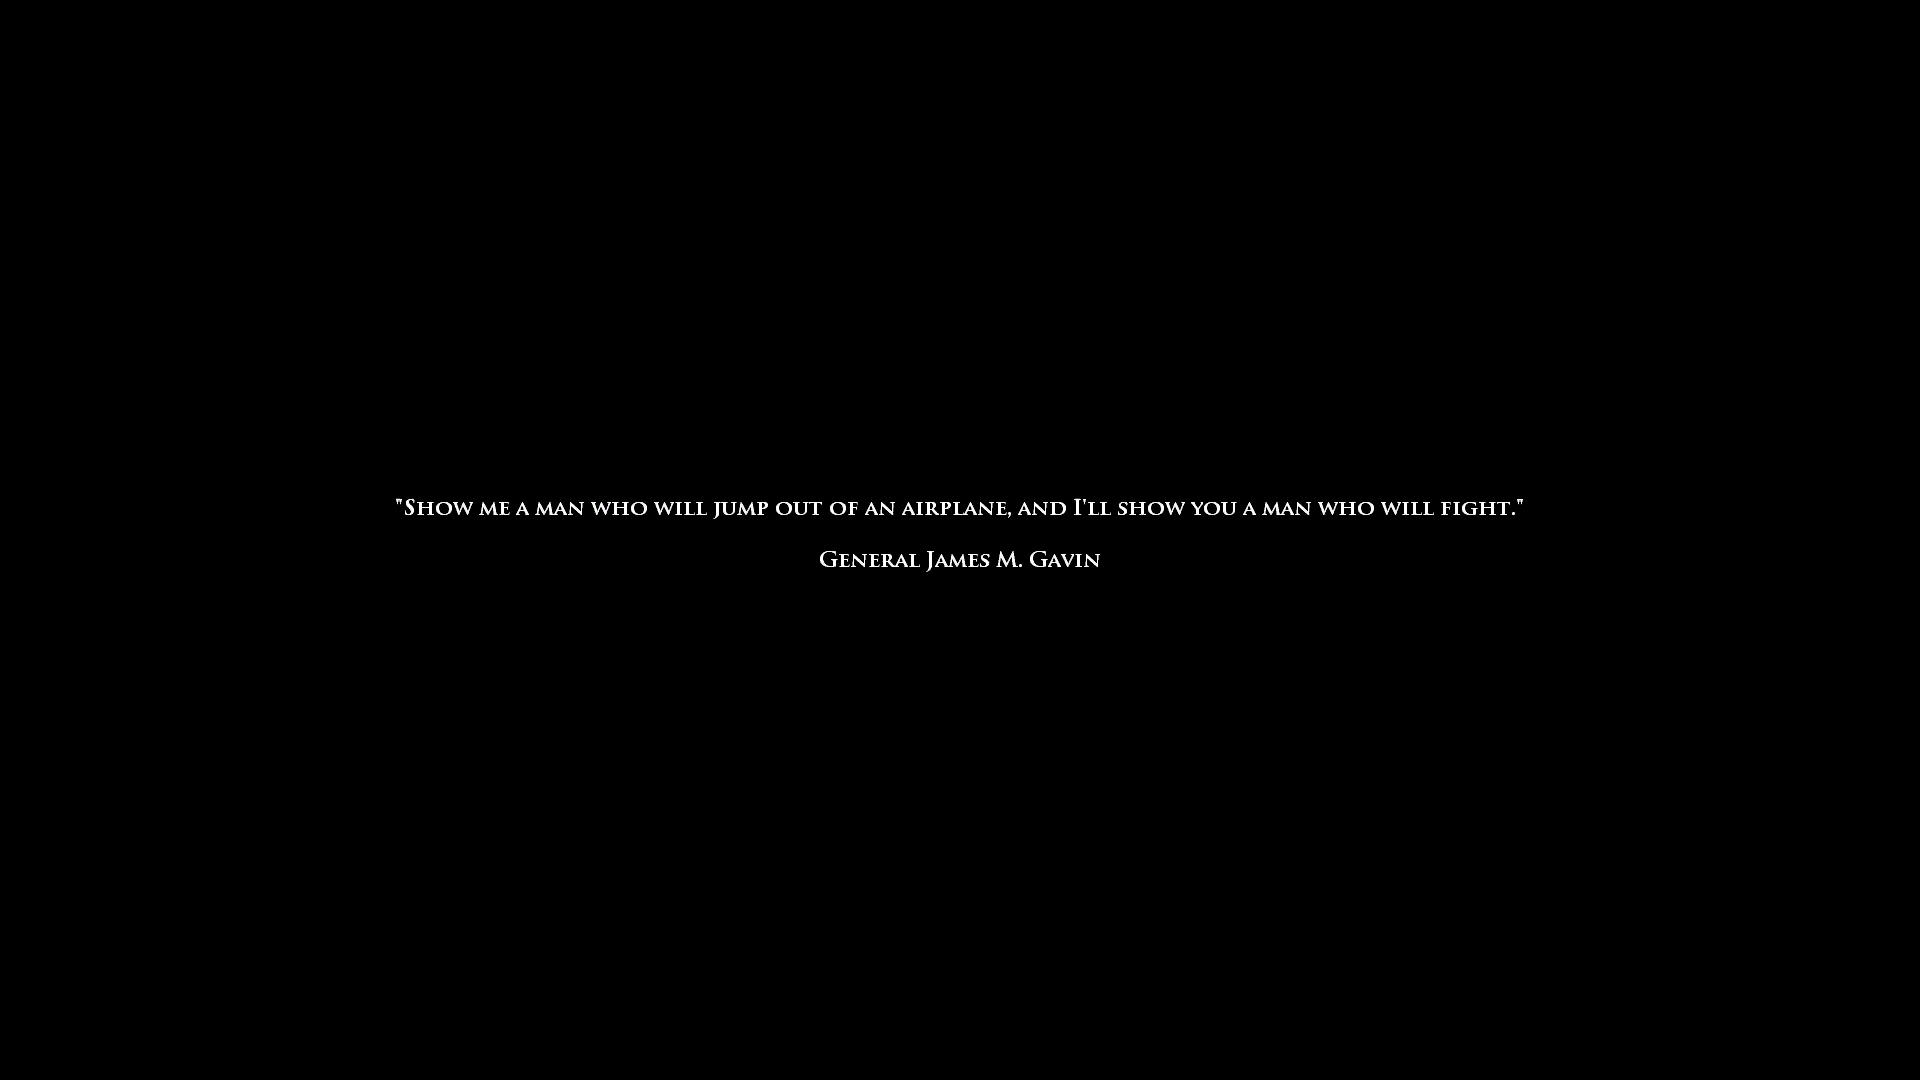 "Show me a man who will jump out of an airplane, and I'll show you a man who will fight."
General James M. Gavin